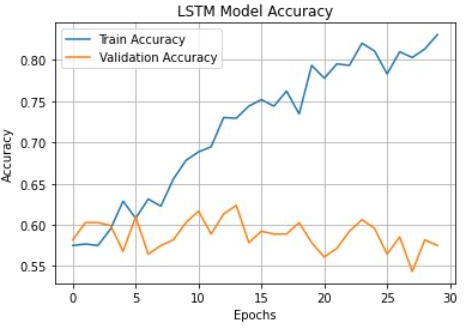 LSTM Model Accuracy
Train Accuracy
Validation Accuracy
Accuracy
0.80
0.75
0.70
0.65
0.60
0.55
0 5 10 15 20 25 30
Epochs